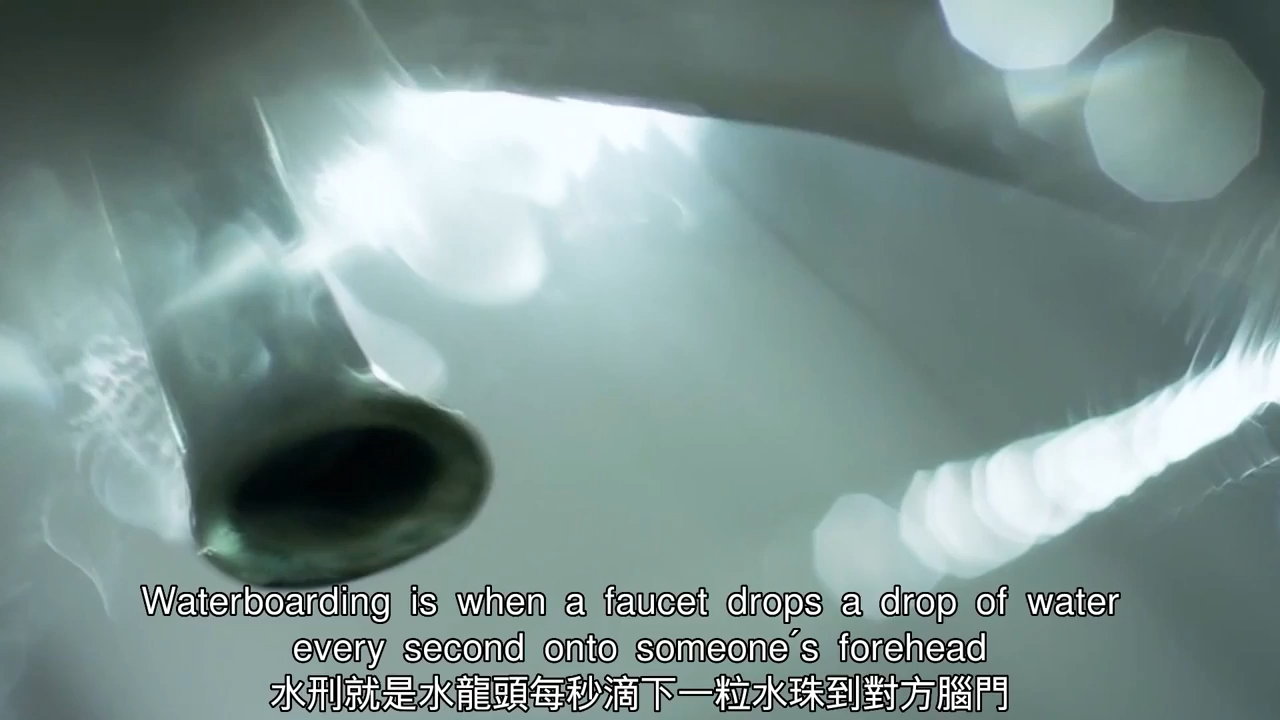 Waterboarding is when a faucet drops a drop of water
every second onto someone´s forehead
水刑就是水龍頭每秒滴下一粒水珠到對方腦門